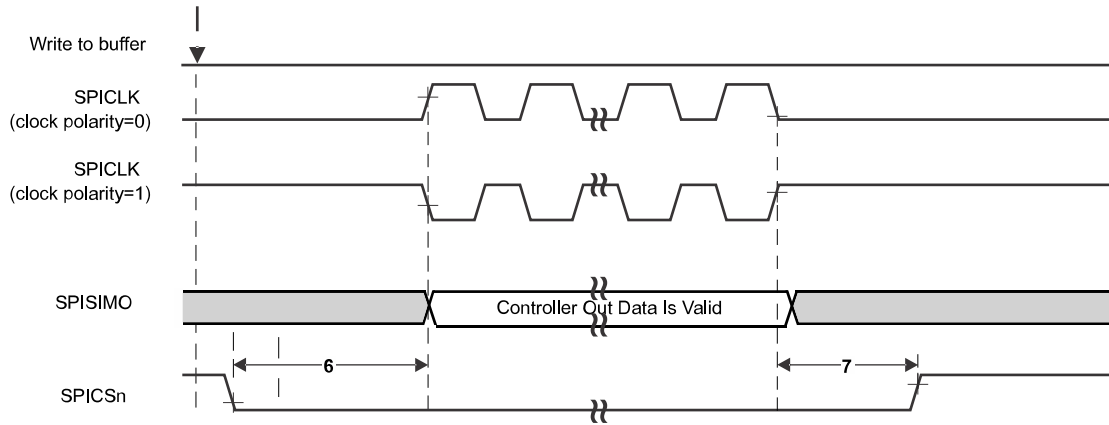 Write to buffer
SPICLK
(clock polarity=0)
SPICLK
(clock polarity=1)
SPISIMO
Controller Out Data Is Valid
6
7
SPICSn